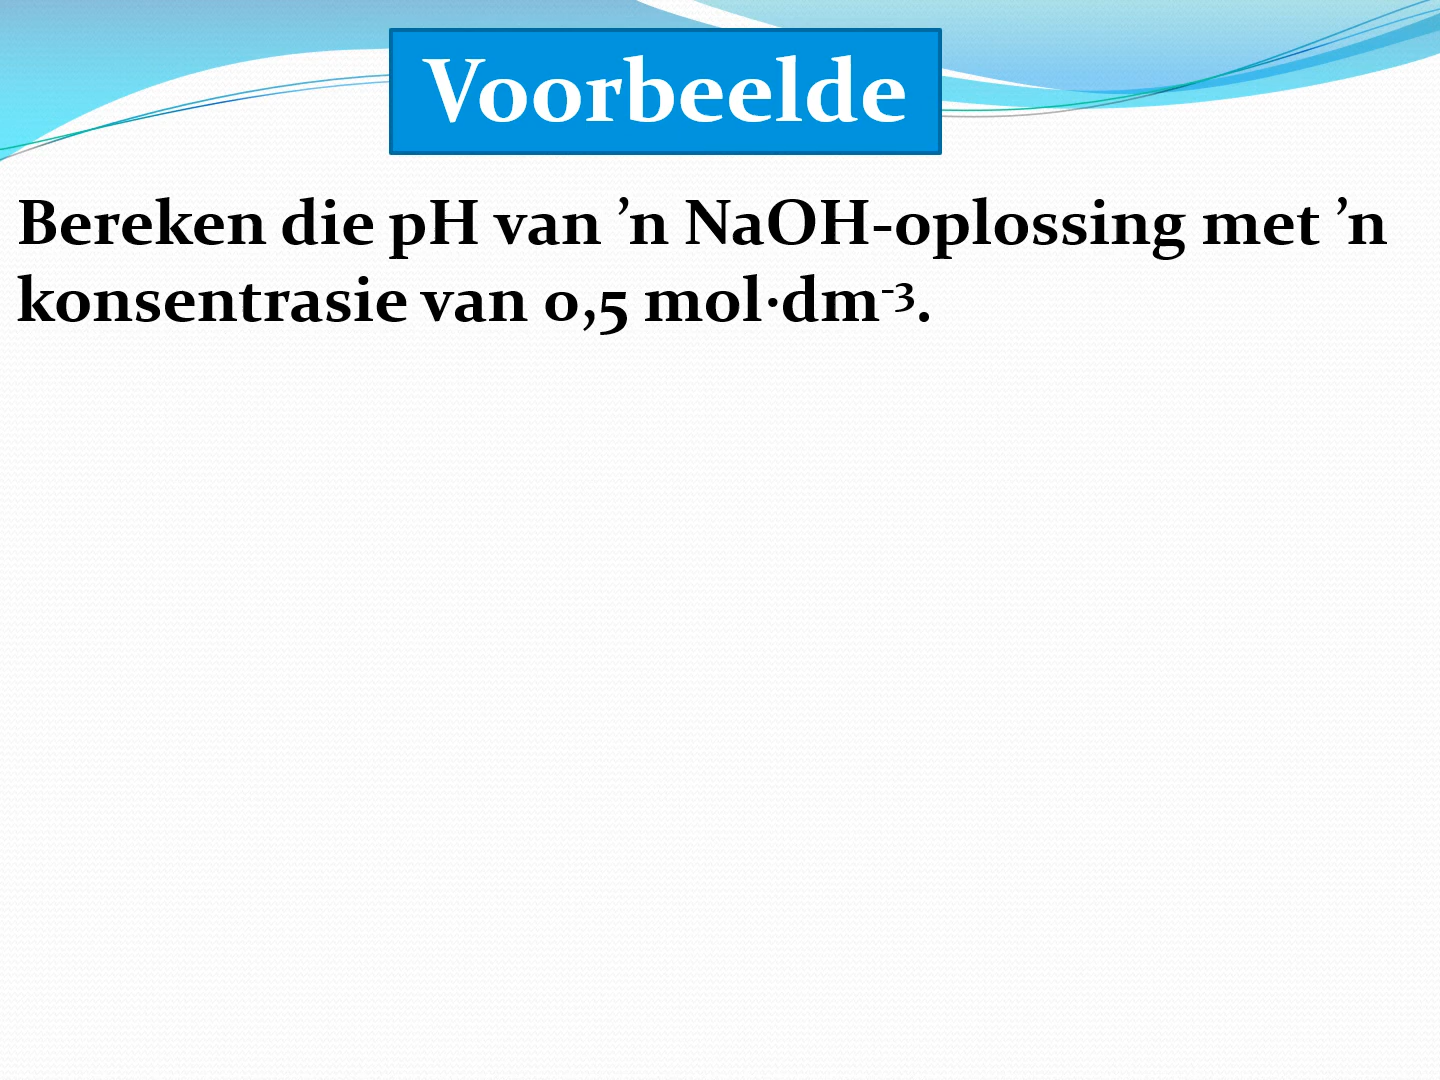 Voorbeelde
Bereken die pH van ’n NaOH-oplossing met ’n
konsentrasie van 0,5 mol·dm⁻³.